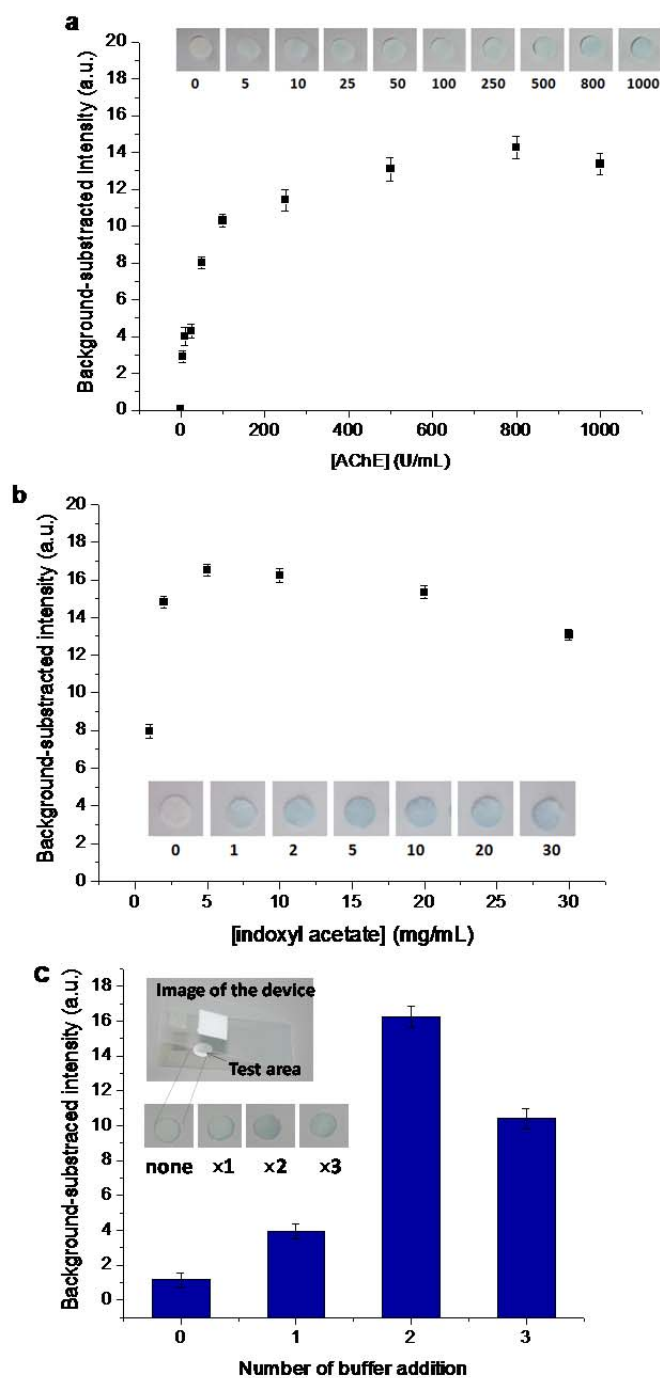 a
20
18
16
14
12
10
8
6
4
2
0
Background-substracted Intensity (a.u.)
0 5 10 25 50 100 250 500 800 1000
0 200 400 600 800 1000
[AChE] (U/mL)
b
20
18
16
14
12
10
8
6
4
2
0
Background-substracted intensity (a.u.)
0 1 2 5 10 20 30
0 5 10 15 20 25 30
[indoxyl acetate] (mg/mL)
c
18
16
14
12
10
8
6
4
2
0
Background-substraced intensity (a.u.)
Image of the device
Test area
none ×1 ×2 ×3
0 1 2 3
Number of buffer addition